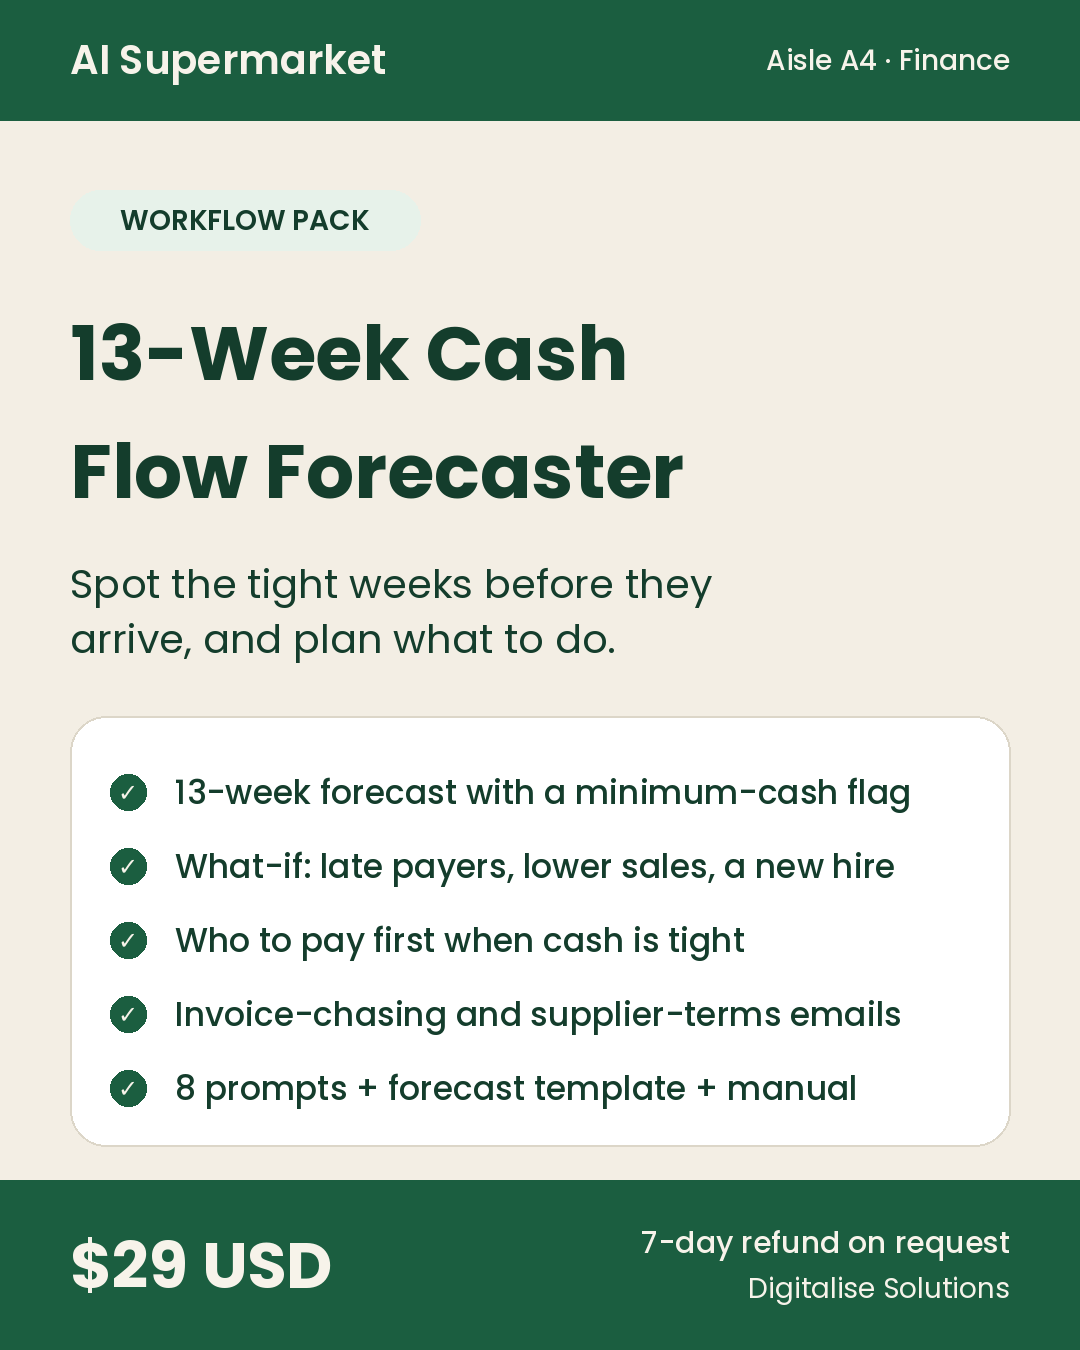 AI Supermarket
Aisle A4 · Finance
WORKFLOW PACK
13-Week Cash
Flow Forecaster
Spot the tight weeks before they
arrive, and plan what to do.
✓ 13-week forecast with a minimum-cash flag
✓ What-if: late payers, lower sales, a new hire
✓ Who to pay first when cash is tight
✓ Invoice-chasing and supplier-terms emails
✓ 8 prompts + forecast template + manual
$29 USD
7-day refund on request
Digitalise Solutions